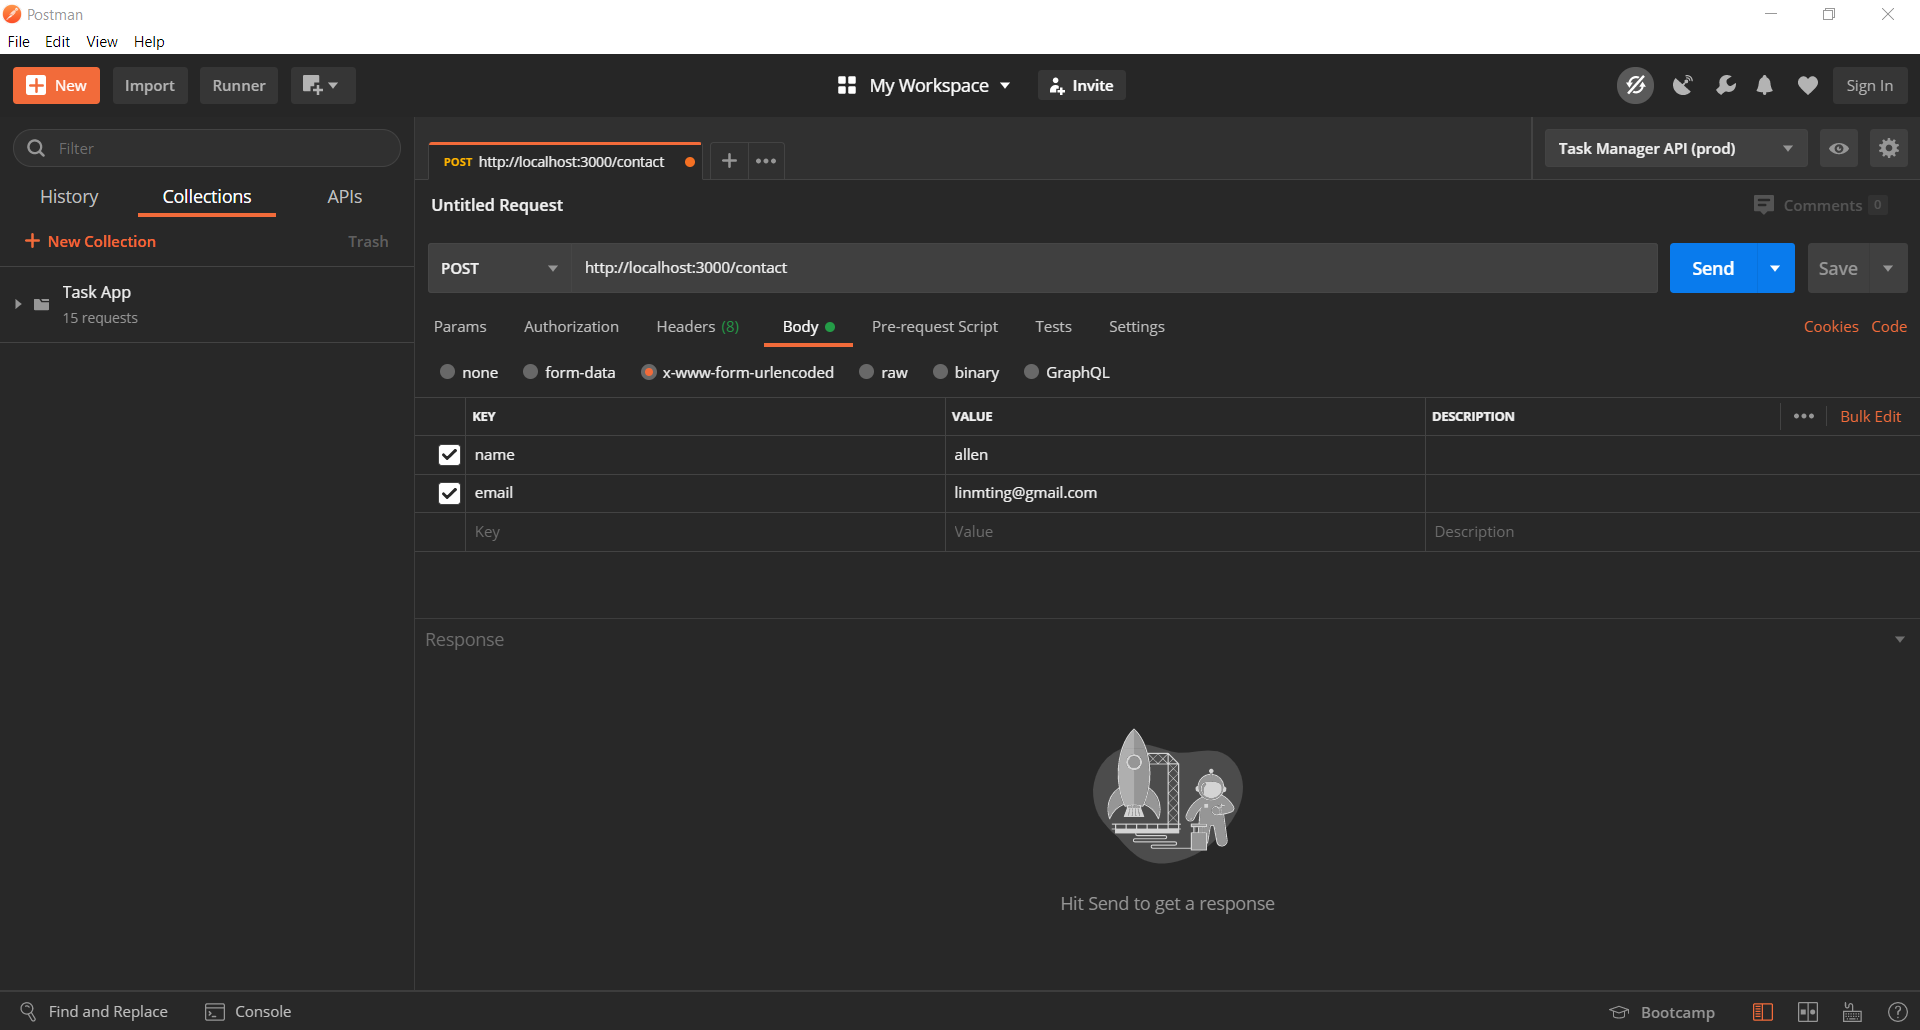 Postman
File Edit View Help
New Import Runner My Workspace Invite Sign In
Filter
History Collections APIs
New Collection Trash
Task App
15 requests
POST http://localhost:3000/contact
Task Manager API (prod)
Untitled Request Comments 0
POST http://localhost:3000/contact Send Save
Params Authorization Headers (8) Body Pre-request Script Tests Settings Cookies Code
none form-data x-www-form-urlencoded raw binary GraphQL
KEY VALUE DESCRIPTION Bulk Edit
name allen
email linmting@gmail.com
Key Value Description
Response
Hit Send to get a response
Find and Replace Console Bootcamp